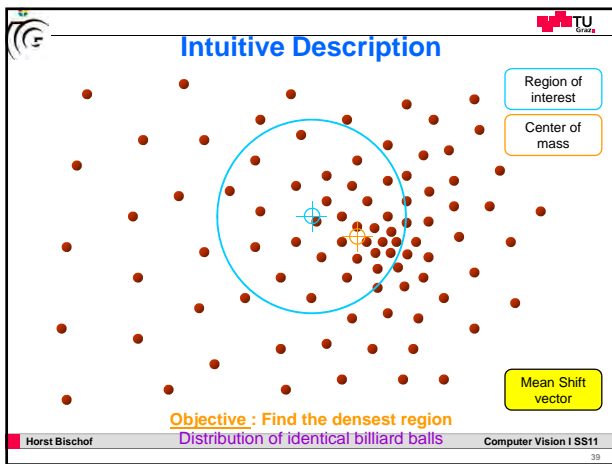 TU
Graz
Intuitive Description
Region of
interest
Center of
mass
Mean Shift
vector
Objective : Find the densest region
Distribution of identical billiard balls
Horst Bischof
Computer Vision I SS11
39